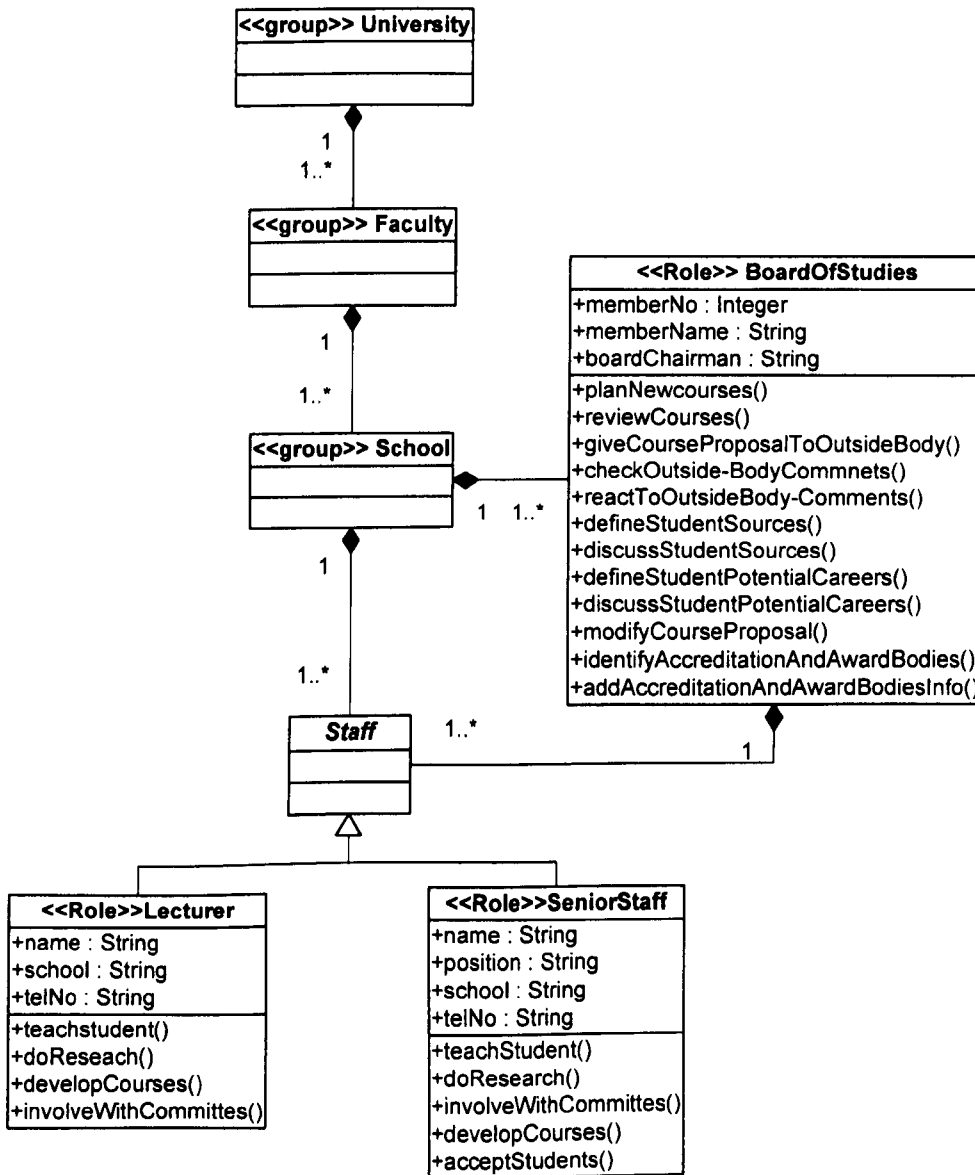 <<group>> University
1
1..*
<<group>> Faculty
1
1..*
<<group>> School
1 1..*
<<Role>> BoardOfStudies
+memberNo : Integer
+memberName : String
+boardChairman : String
+planNewcourses()
+reviewCourses()
+giveCourseProposalToOutsideBody()
+checkOutside-BodyCommnets()
+reactToOutsideBody-Comments()
+defineStudentSources()
+discussStudentSources()
+defineStudentPotentialCareers()
+discussStudentPotentialCareers()
+modifyCourseProposal()
+identifyAccreditationAndAwardBodies()
+addAccreditationAndAwardBodiesInfo()
1
1..*
Staff
1..*
1
<<Role>>Lecturer
+name : String
+school : String
+telNo : String
+teachstudent()
+doReseach()
+developCourses()
+involveWithCommittes()
<<Role>>SeniorStaff
+name : String
+position : String
+school : String
+telNo : String
+teachStudent()
+doResearch()
+involveWithCommittes()
+developCourses()
+acceptStudents()